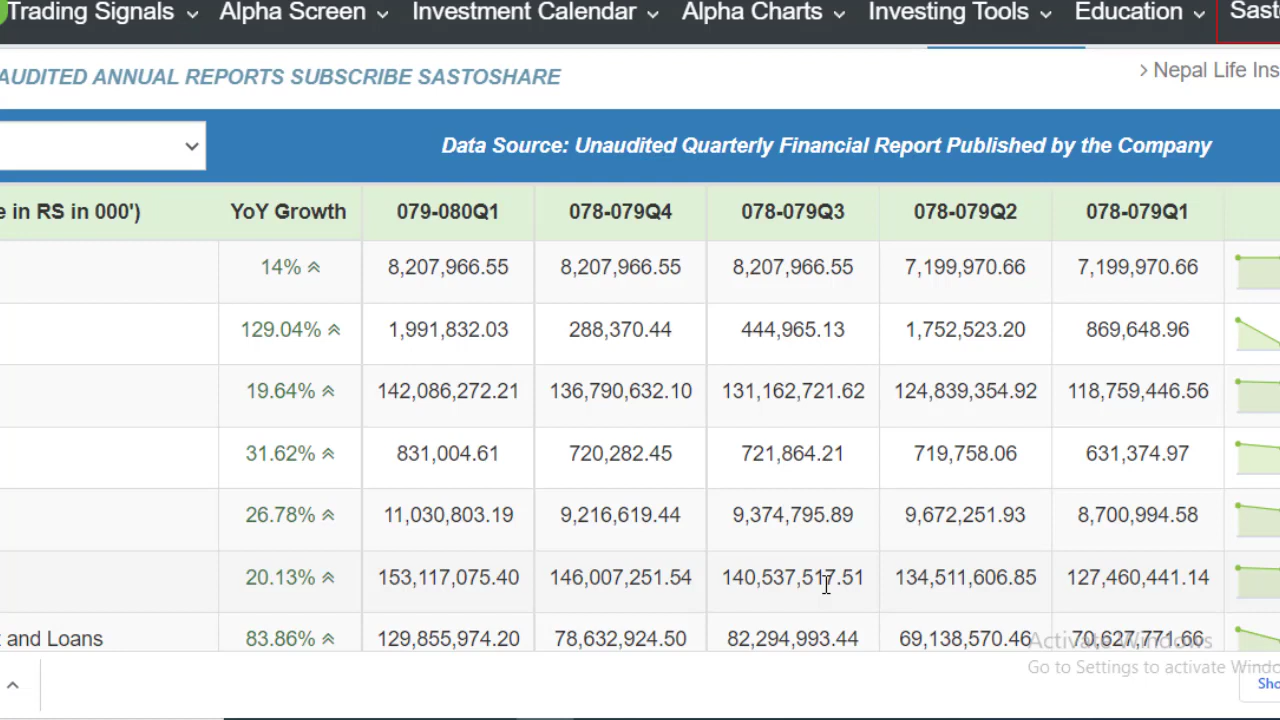 Trading Signals Alpha Screen Investment Calendar Alpha Charts Investing Tools Education Sast
AUDITED ANNUAL REPORTS SUBSCRIBE SASTOSHARE
Nepal Life Ins
Data Source: Unaudited Quarterly Financial Report Published by the Company
e in RS in 000') YoY Growth 079-080Q1 078-079Q4 078-079Q3 078-079Q2 078-079Q1
14% 8,207,966.55 8,207,966.55 8,207,966.55 7,199,970.66 7,199,970.66
129.04% 1,991,832.03 288,370.44 444,965.13 1,752,523.20 869,648.96
19.64% 142,086,272.21 136,790,632.10 131,162,721.62 124,839,354.92 118,759,446.56
31.62% 831,004.61 720,282.45 721,864.21 719,758.06 631,374.97
26.78% 11,030,803.19 9,216,619.44 9,374,795.89 9,672,251.93 8,700,994.58
20.13% 153,117,075.40 146,007,251.54 140,537,517.51 134,511,606.85 127,460,441.14
t and Loans 83.86% 129,855,974.20 78,632,924.50 82,294,993.44 69,138,570.46 70,627,771.66
Activate Windows
Go to Settings to activate Windo
Sho